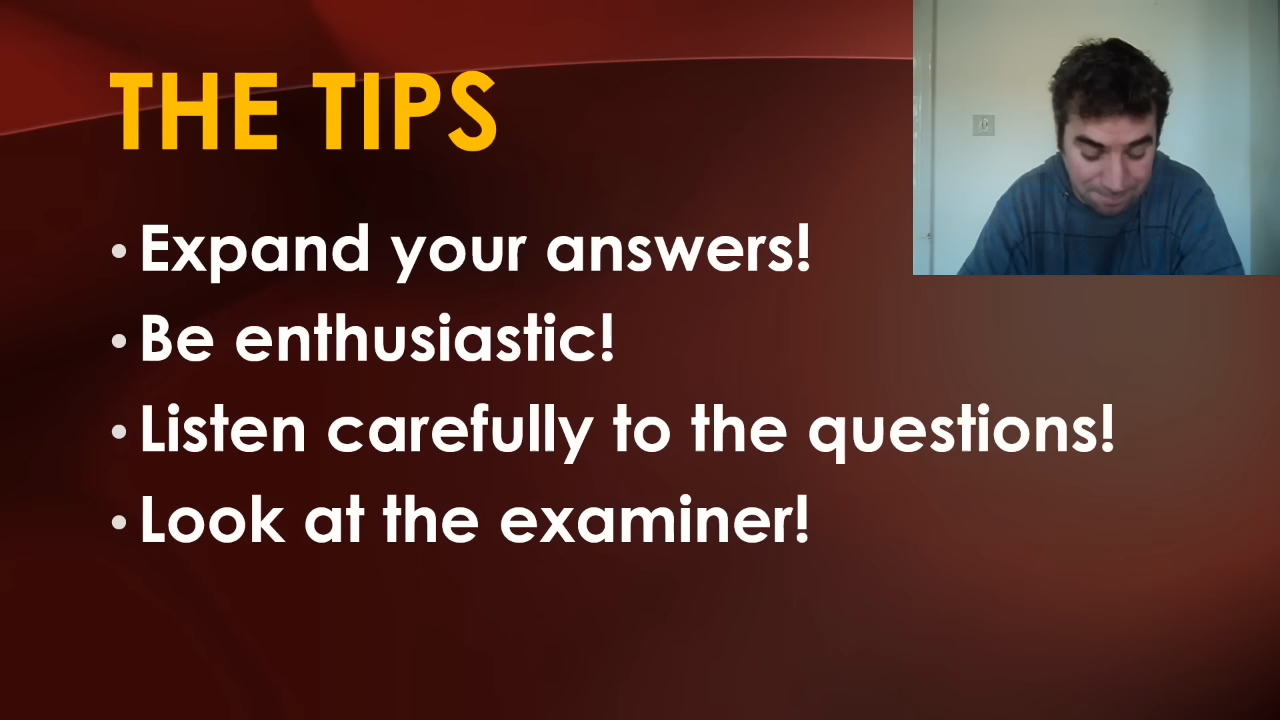 THE TIPS
• Expand your answers!
• Be enthusiastic!
• Listen carefully to the questions!
• Look at the examiner!